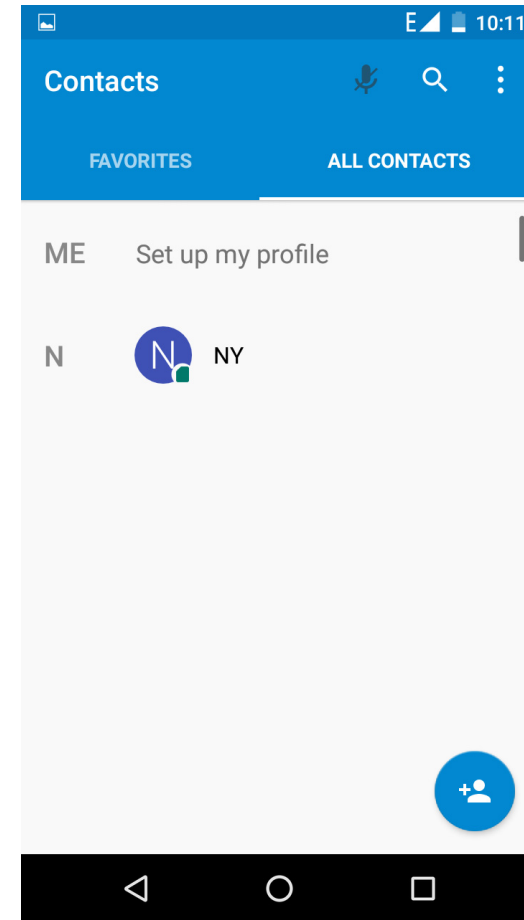 E 10:11
Contacts
FAVORITES ALL CONTACTS
ME Set up my profile
N N NY